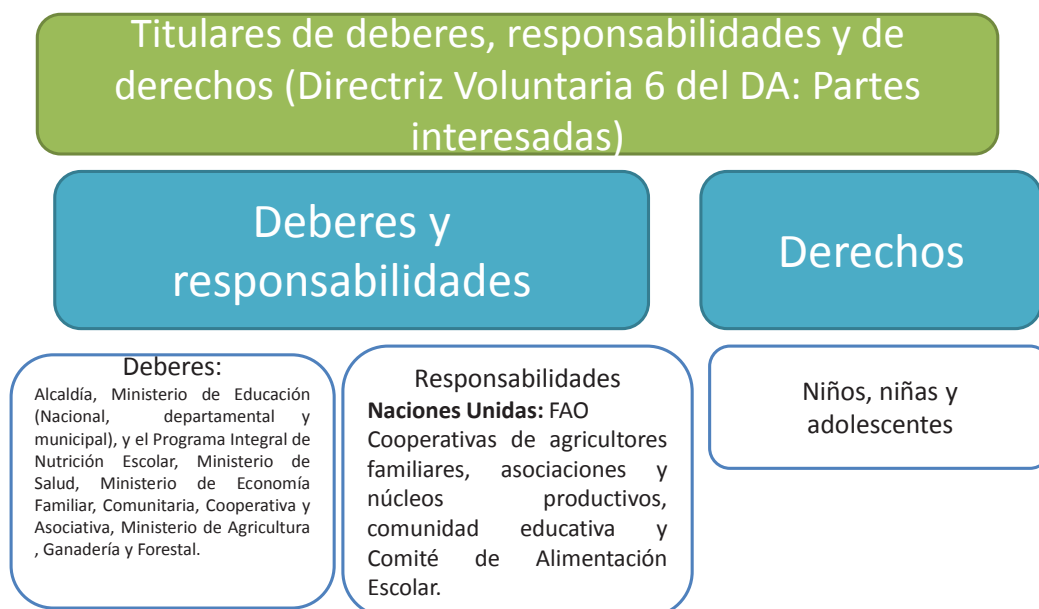 Titulares de deberes, responsabilidades y de
derechos (Directriz Voluntaria 6 del DA: Partes
interesadas)
Deberes y
responsabilidades
Derechos
Deberes:
Alcaldía, Ministerio de Educación
(Nacional, departamental y
municipal), y el Programa Integral de
Nutrición Escolar, Ministerio de
Salud, Ministerio de Economía
Familiar, Comunitaria, Cooperativa y
Asociativa, Ministerio de Agricultura
, Ganadería y Forestal.
Responsabilidades
Naciones Unidas: FAO
Cooperativas de agricultores
familiares, asociaciones y
núcleos productivos,
comunidad educativa y
Comité de Alimentación
Escolar.
Niños, niñas y
adolescentes